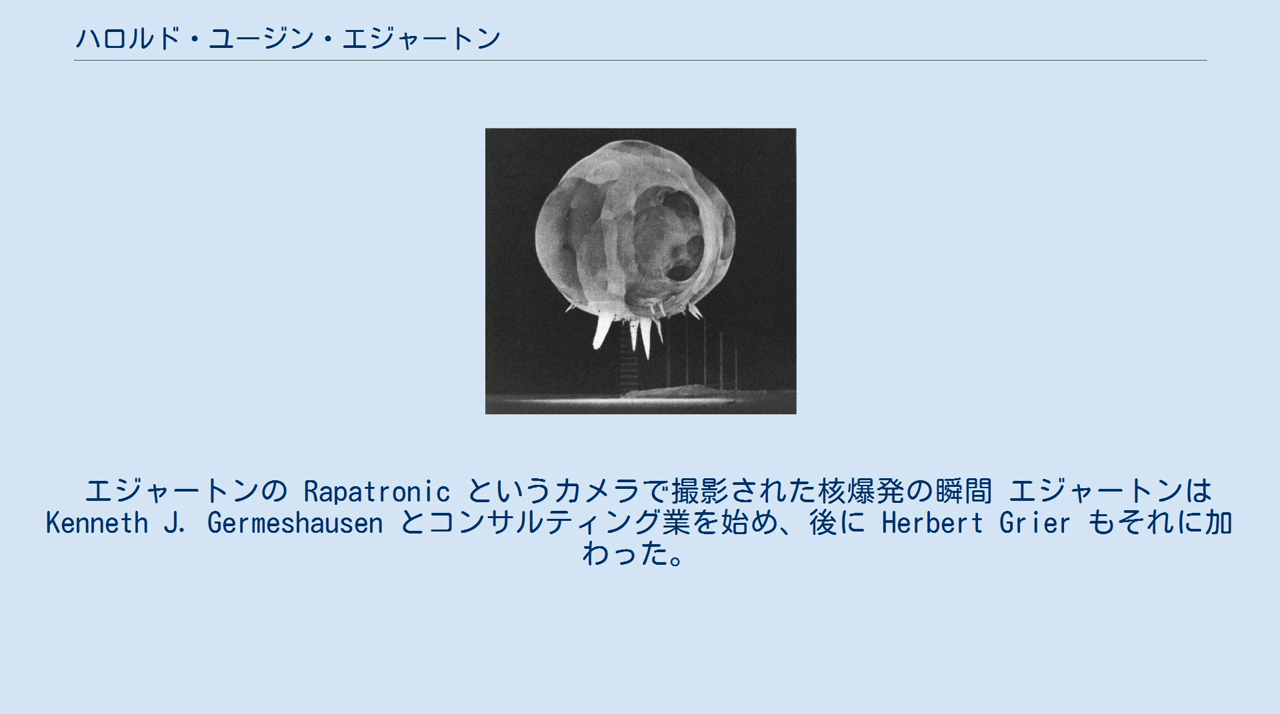 ハロルド・ユージン・エジャートン
エジャートンの Rapatronic というカメラで撮影された核爆発の瞬間 エジャートンは
Kenneth J. Germeshausen とコンサルティング業を始め、後に Herbert Grier もそれに加
わった。